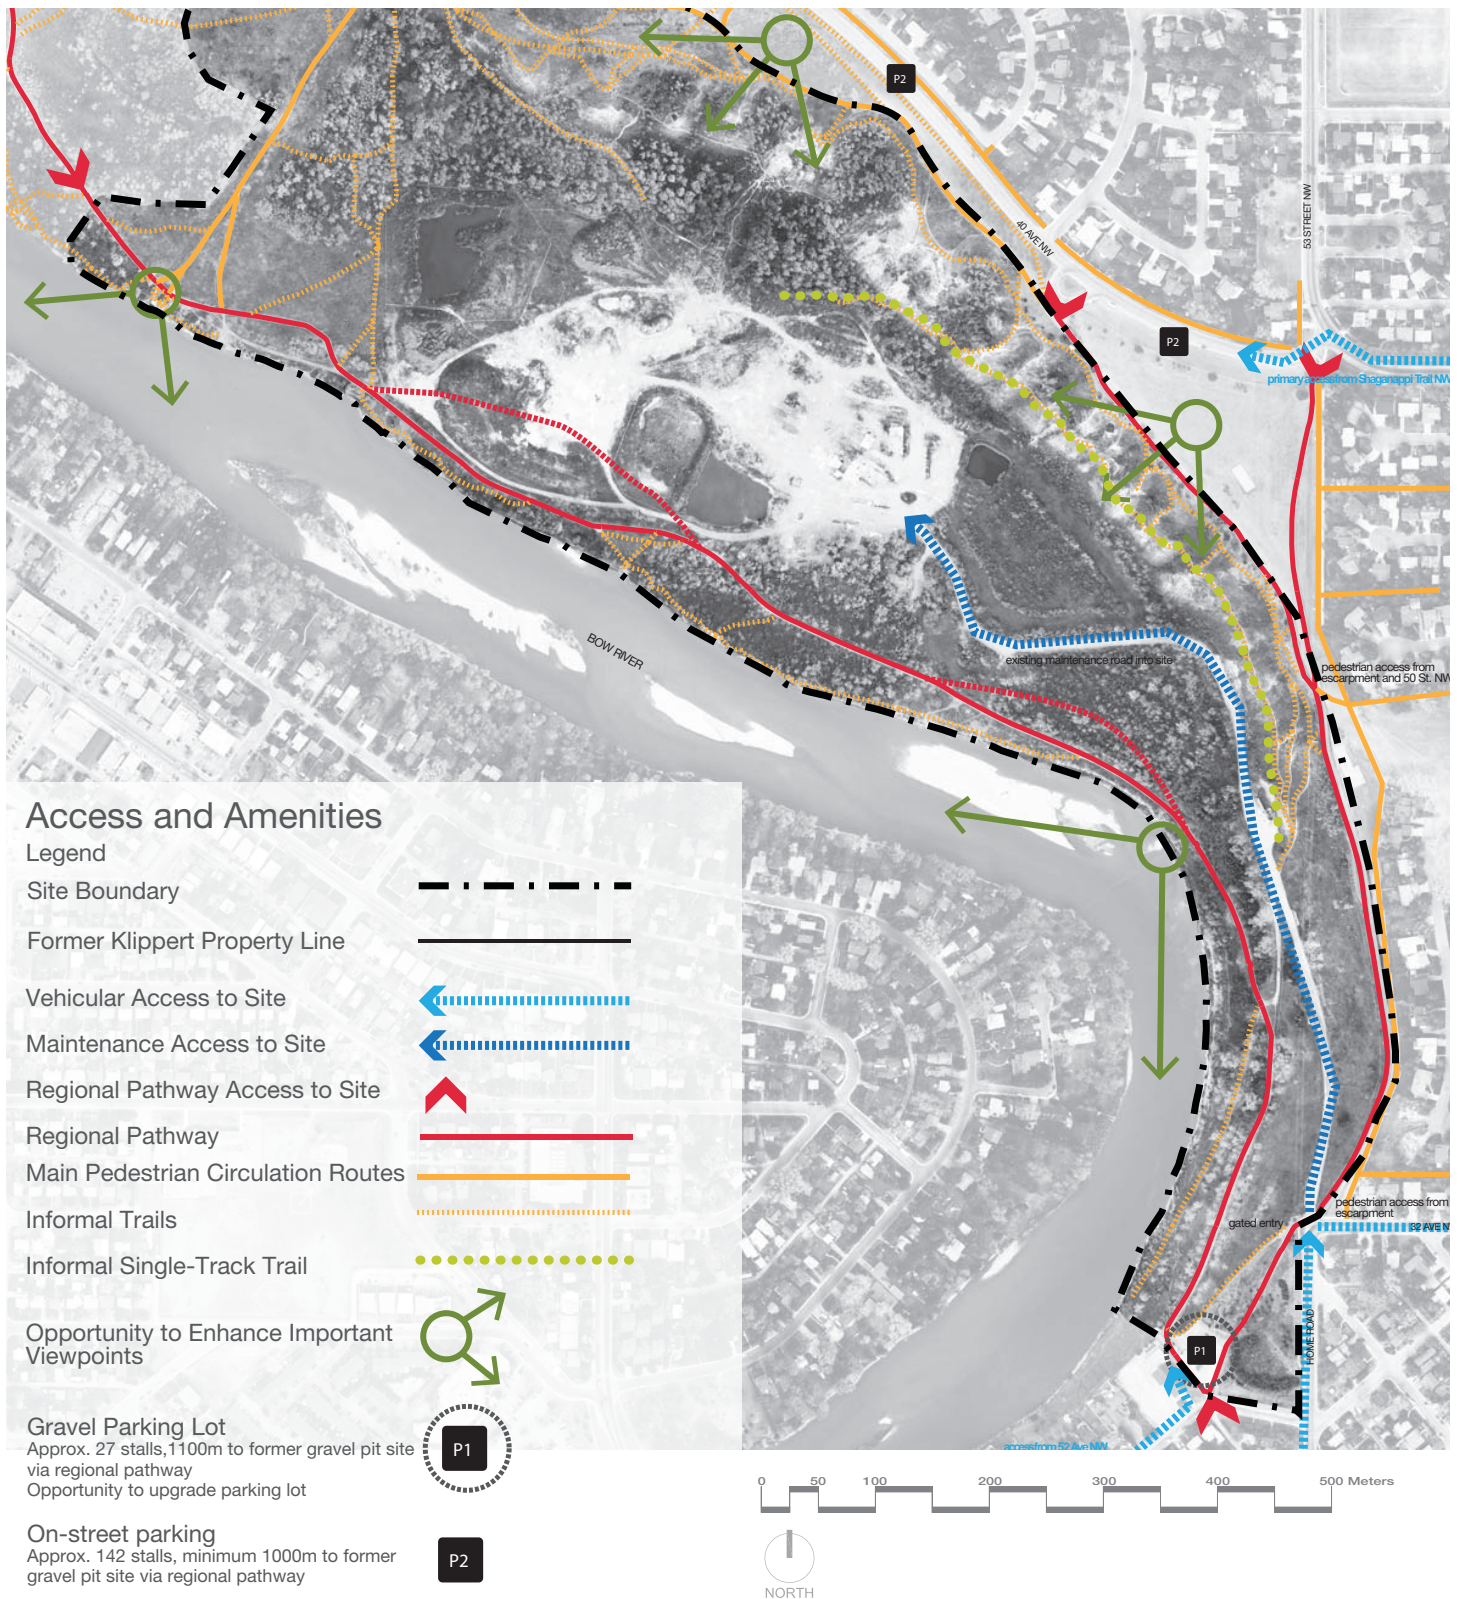 P2
53 STREET NW
40 AVE NW
P2
primary access from Shaganappi Trail NW
BOW RIVER
existing maintenance road into site
pedestrian access from
escarpment and 50 St. NW
Access and Amenities
Legend
Site Boundary
Former Klippert Property Line
Vehicular Access to Site
Maintenance Access to Site
Regional Pathway Access to Site
Regional Pathway
Main Pedestrian Circulation Routes
Informal Trails
Informal Single-Track Trail
Opportunity to Enhance Important
Viewpoints
Gravel Parking Lot
Approx. 27 stalls,1100m to former gravel pit site
via regional pathway
Opportunity to upgrade parking lot
P1
On-street parking
Approx. 142 stalls, minimum 1000m to former
gravel pit site via regional pathway
P2
pedestrian access from
escarpment
gated entry
32 AVE N
HOME ROAD
P1
access from 52 Ave NW
0 50 100 200 300 400 500 Meters
NORTH